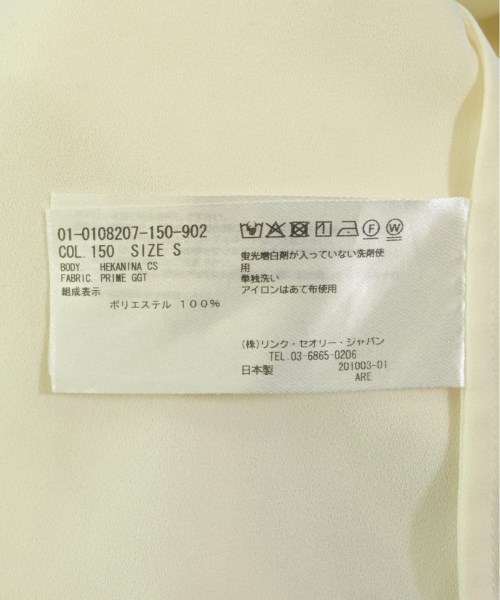 01-0108207-150-902
COL. 150 SIZE S
BODY. HEKANINA CS
FABRIC. PRIME GGT
組成表示
ポリエステル 100%
蛍光増白剤が入っていない洗剤使
用
単独洗い
アイロンはあて布使用
(株)リンク・セオリー・ジャパン
TEL.03-6865-0206
日本製 201003-01
ARE